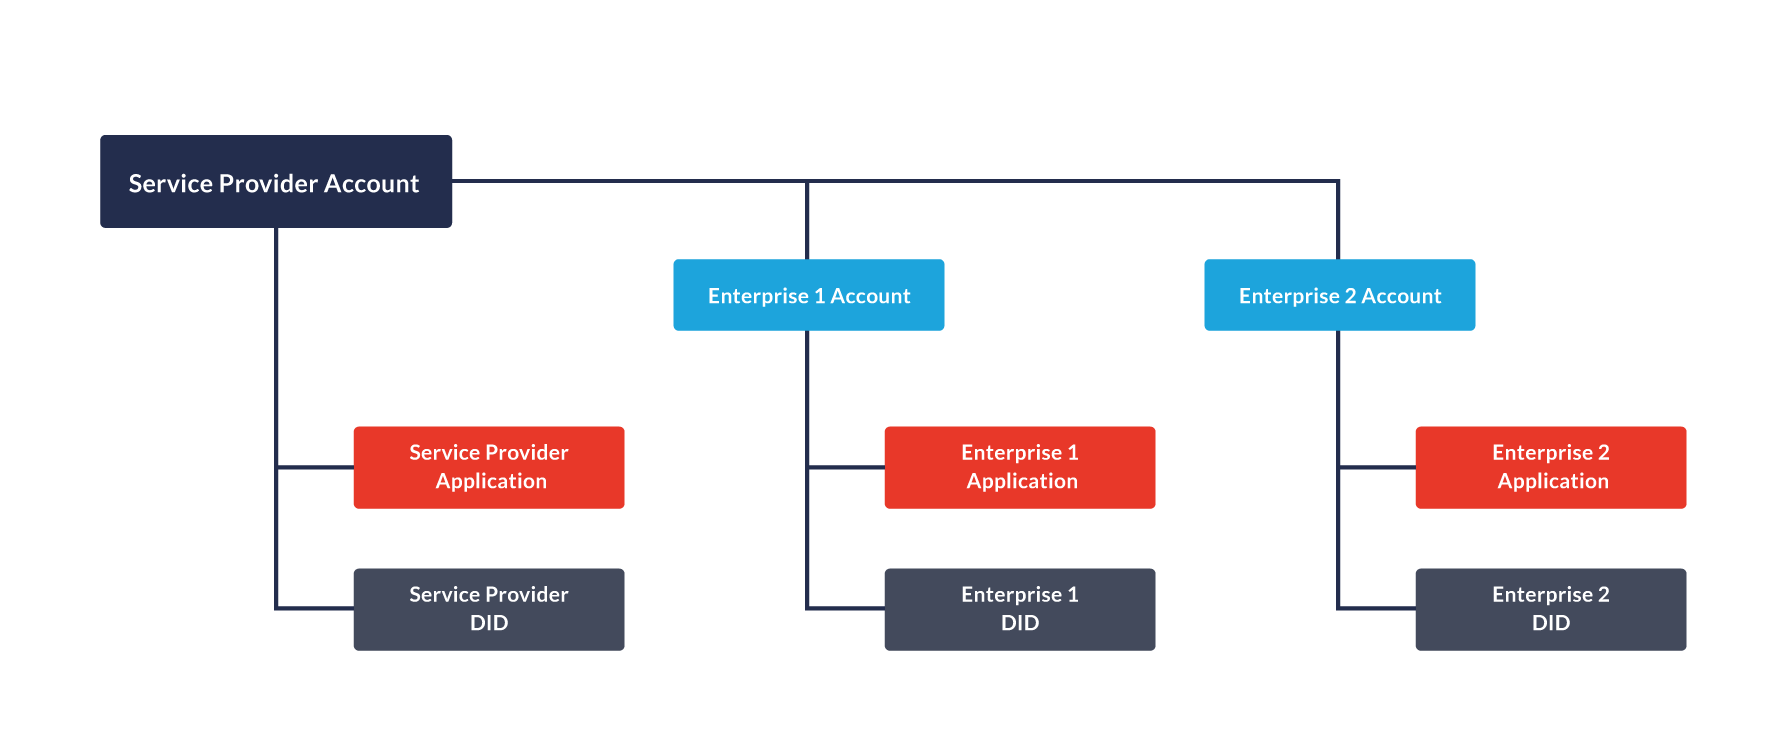 Service Provider Account
Enterprise 1 Account
Enterprise 2 Account
Service Provider
Application
Enterprise 1
Application
Enterprise 2
Application
Service Provider
DID
Enterprise 1
DID
Enterprise 2
DID